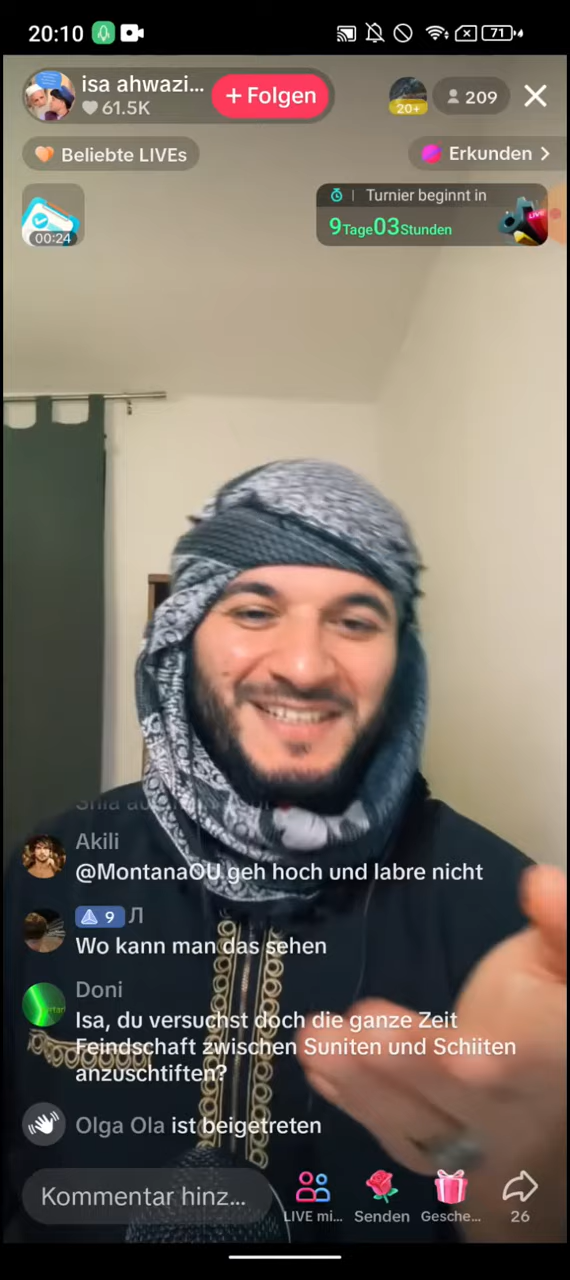 20:10
71
isa ahwazi...
61.5K
+ Folgen
20+
209
Beliebte LIVEs
Erkunden >
00:24
Turnier beginnt in
9Tage03Stunden
LIVE
Akili
@MontanaOU geh hoch und labre nicht
9 Л
Wo kann man das sehen
Doni
Isa, du versuchst doch die ganze Zeit
Feindschaft zwischen Suniten und Schiiten
anzuschtiften?
Olga Ola ist beigetreten
Kommentar hinz...
LIVE mi...
Senden
Gesche...
26